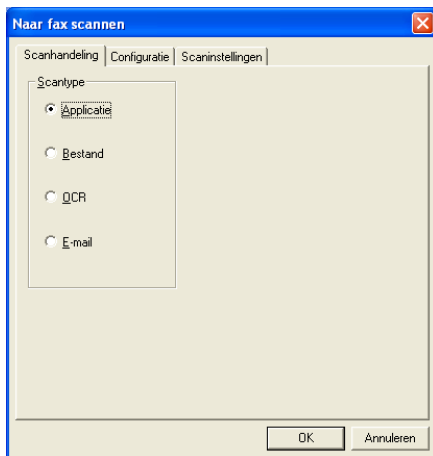 Naar fax scannen
Scanhandeling Configuratie Scaninstellingen
Scantype
Applicatie
Bestand
OCR
E-mail
OK Annuleren